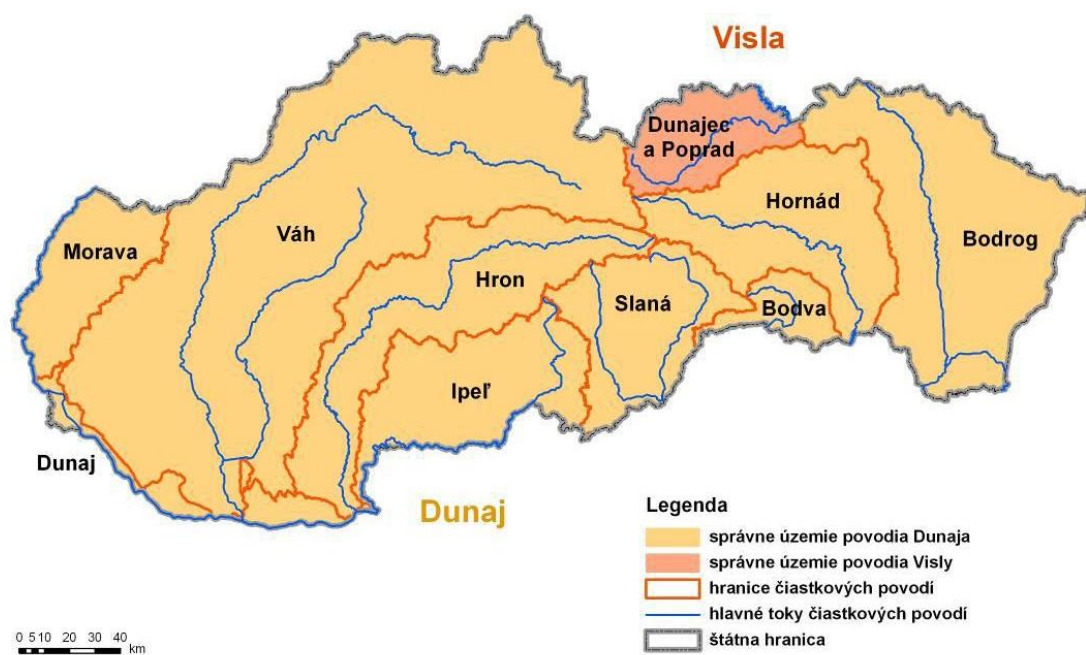 Visla
Dunajec
a Poprad
Hornád
Bodrog
Morava
Váh
Hron
Slaná
Bodva
Ipeľ
Dunaj
Dunaj
Legenda
správne územie povodia Dunaja
správne územie povodia Visly
hranice čiastkových povodí
hlavné toky čiastkových povodí
štátna hranica
0 5 10 20 30 40
km